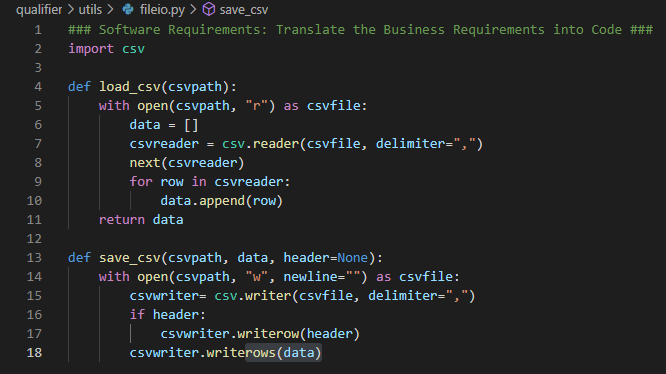 qualifier > utils > fileio.py > save_csv
1 ### Software Requirements: Translate the Business Requirements into Code ###
2 import csv
3
4 def load_csv(csvpath):
5     with open(csvpath, "r") as csvfile:
6         data = []
7         csvreader = csv.reader(csvfile, delimiter=",")
8         next(csvreader)
9         for row in csvreader:
10             data.append(row)
11     return data
12
13 def save_csv(csvpath, data, header=None):
14     with open(csvpath, "w", newline="") as csvfile:
15         csvwriter= csv.writer(csvfile, delimiter=",")
16         if header:
17             csvwriter.writerow(header)
18         csvwriter.writerows(data)